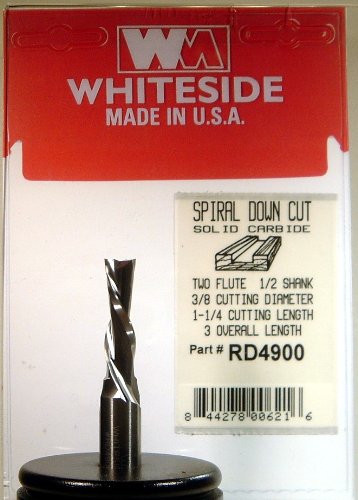 WM
WHITESIDE
MADE IN U.S.A.
SPIRAL DOWN CUT
SOLID CARBIDE
TWO FLUTE 1/2 SHANK
3/8 CUTTING DIAMETER
1-1/4 CUTTING LENGTH
3 OVERALL LENGTH
Part # RD4900
8 44278 00621 6